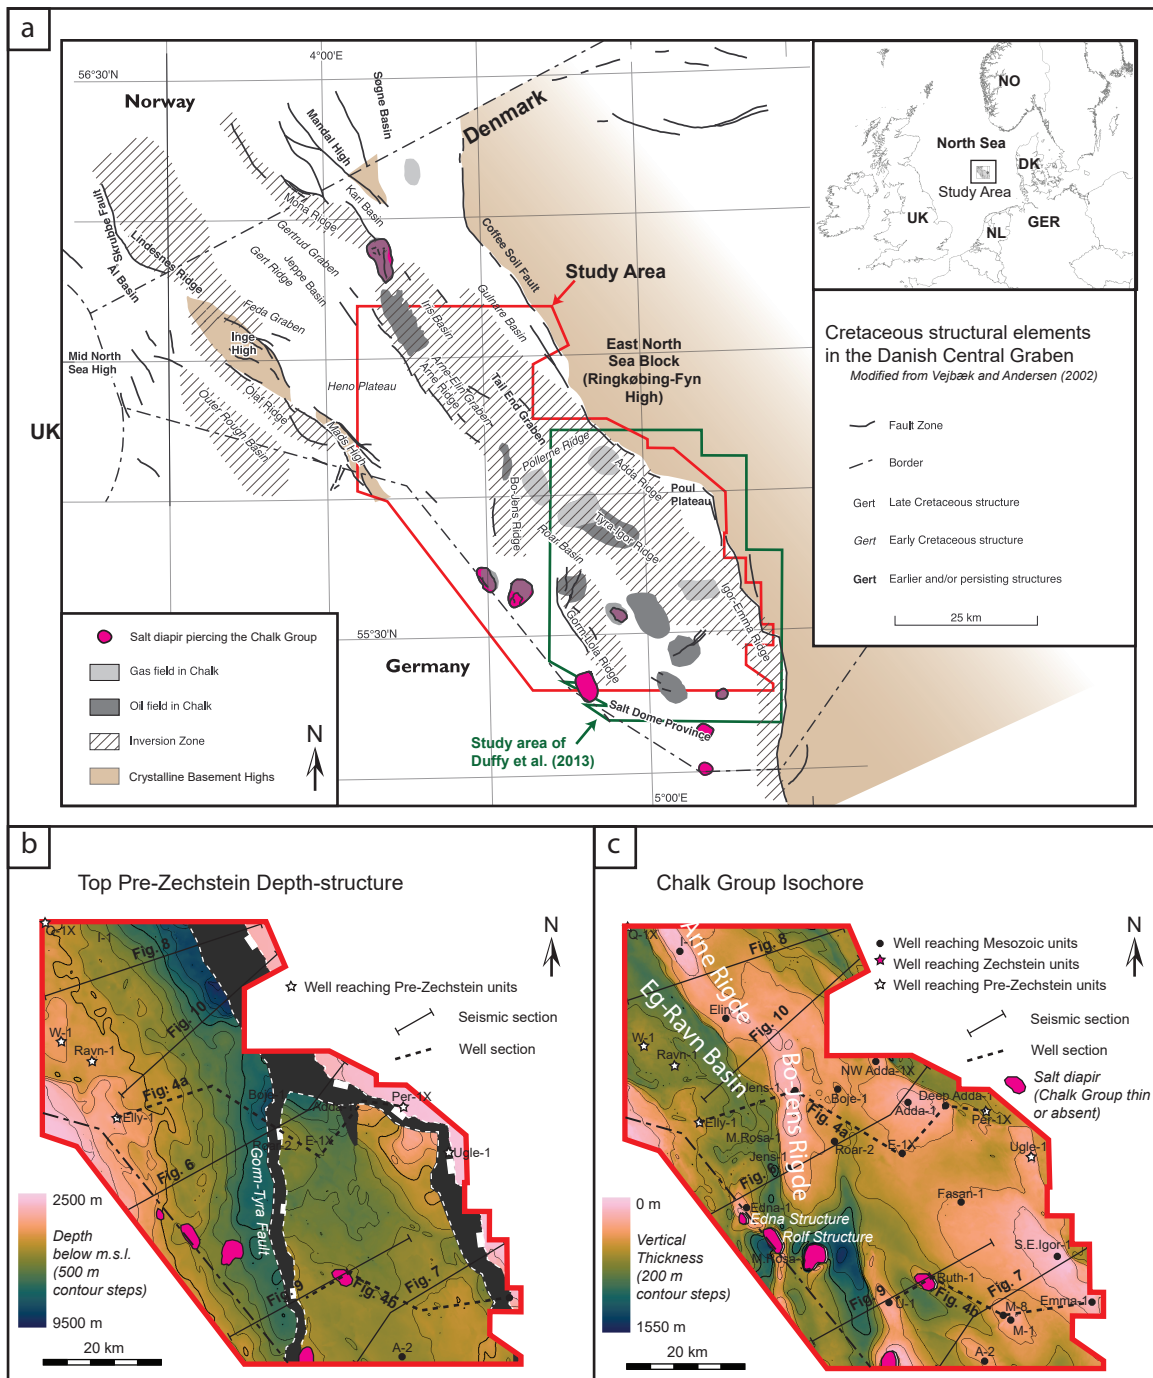 a
4°00'E
56°30'N
Norway
Søgne Basin
Mandal High
Denmark
Karl Basin
Mona Ridge
Gertrud Graben
Gert Ridge
Jeppe Basin
Skrubbe Fault
Ål Basin
Lindesnes Ridge
Feda Graben
Inge High
Mid North
Sea High
Olaf Ridge
Outer Rough Basin
Mads High
Heno Plateau
UK
Coffee Soil Fault
Gulnare Basin
Iris Basin
Study Area
East North
Sea Block
(Ringkøbing-Fyn
High)
Arne-Elin Graben
Arne Ridge
Tail End Graben
Pollerne Ridge
Adda Ridge
Bo-Jens Ridge
Poul
Plateau
Tyra-Igor Ridge
Roar Basin
Gorm-Lola Ridge
Igor-Emma Ridge
55°30'N
Germany
Salt Dome Province
Study area of
Duffy et al. (2013)
5°00'E
Salt diapir piercing the Chalk Group
Gas field in Chalk
Oil field in Chalk
Inversion Zone
Crystalline Basement Highs
N
NO
North Sea
DK
Study Area
UK
NL
GER
Cretaceous structural elements
in the Danish Central Graben
Modified from Vejbæk and Andersen (2002)
Fault Zone
Border
Gert
Late Cretaceous structure
Gert
Early Cretaceous structure
Gert
Earlier and/or persisting structures
25 km
b
Top Pre-Zechstein Depth-structure
N
Q-1X
I-1
Fig. 8
Well reaching Pre-Zechstein units
Seismic section
Well section
Fig. 10
W-1
Ravn-1
Fig. 4a
Boje-1
Adda-1
Per-1X
Elly-1
E-1X
Roar-2
Ugle-1
Fig. 6
Gorm-Tyra Fault
2500 m
Depth
below m.s.l.
(500 m
contour steps)
9500 m
Fig. 9
Fig. 7
Fig. 4b
A-2
20 km
c
Chalk Group Isochore
N
Q-1X
I-1
Arne Rigde
Fig. 8
Well reaching Mesozoic units
Well reaching Zechstein units
Well reaching Pre-Zechstein units
Seismic section
Well section
Salt diapir
(Chalk Group thin
or absent)
Eg-Ravn Basin
Elin-1
Fig. 10
W-1
Ravn-1
Bo-Jens Rigde
NW Adda-1X
Jens-1
Boje-1
Deep Adda-1
Adda-1
Per-1X
Elly-1
Fig. 4a
M.Rosa-1
Jens-1
Roar-2
E-1X
Ugle-1
Fig. 6
Edna-1
Edna Structure
Rolf Structure
Fasan-1
M.Rosa-
S.E.Igor-1
0 m
Vertical
Thickness
(200 m
contour steps)
1550 m
Ruth-1
Fig. 7
Fig. 9
U-1
Fig. 4b
M-8
M-1
Emma-1
A-2
20 km